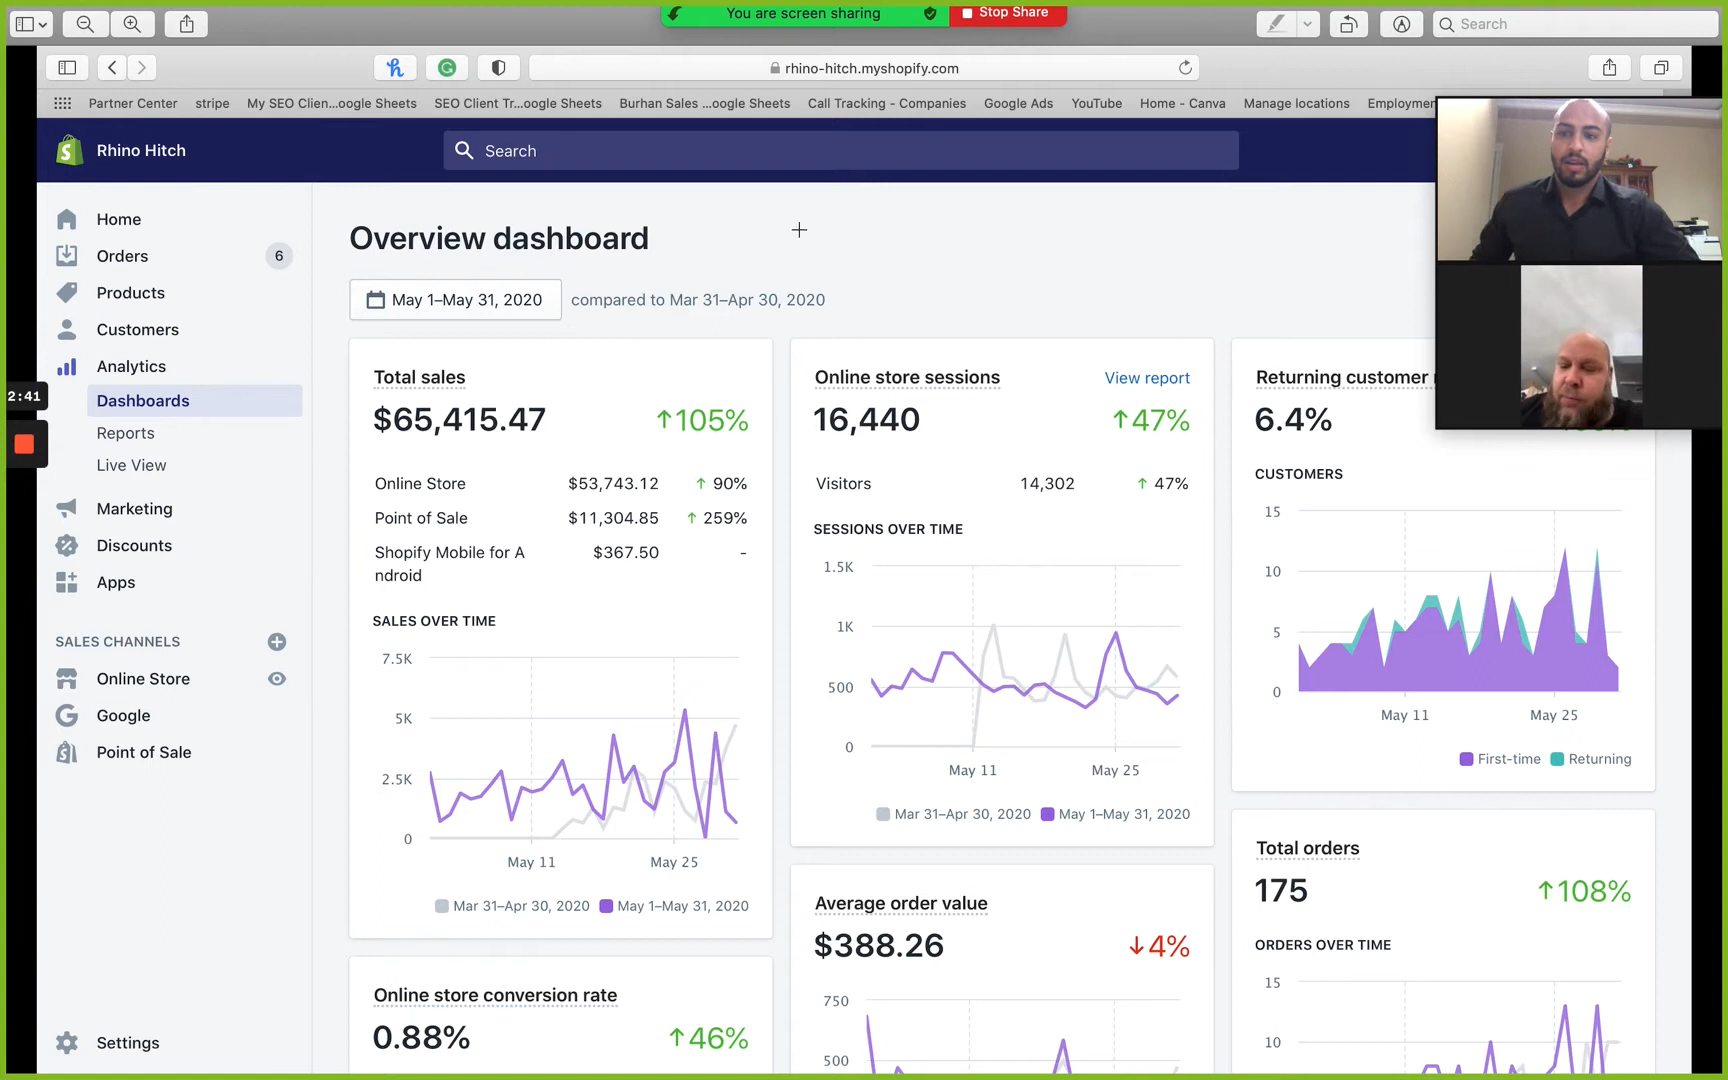 You are screen sharing
Stop Share
Search
rhino-hitch.myshopify.com
Partner Center stripe My SEO Clien...oogle Sheets SEO Client Tr...oogle Sheets Burhan Sales ...oogle Sheets Call Tracking - Companies Google Ads YouTube Home - Canva Manage locations Employmen
Rhino Hitch
Search
Home
Orders 6
Products
Customers
Analytics
Dashboards
Reports
Live View
Marketing
Discounts
Apps
SALES CHANNELS
Online Store
Google
Point of Sale
Settings
2:41
Overview dashboard
May 1–May 31, 2020 compared to Mar 31–Apr 30, 2020
Total sales
$65,415.47 ↑105%
Online Store $53,743.12 ↑ 90%
Point of Sale $11,304.85 ↑ 259%
Shopify Mobile for A $367.50 -
ndroid
SALES OVER TIME
7.5K
5K
2.5K
0
May 11 May 25
Mar 31–Apr 30, 2020 May 1–May 31, 2020
Online store conversion rate
0.88% ↑46%
Online store sessions View report
16,440 ↑47%
Visitors 14,302 ↑ 47%
SESSIONS OVER TIME
1.5K
1K
500
0
May 11 May 25
Mar 31–Apr 30, 2020 May 1–May 31, 2020
Average order value
$388.26 ↓4%
750
500
Returning customer
6.4%
CUSTOMERS
15
10
5
0
May 11 May 25
First-time Returning
Total orders
175 ↑108%
ORDERS OVER TIME
15
10